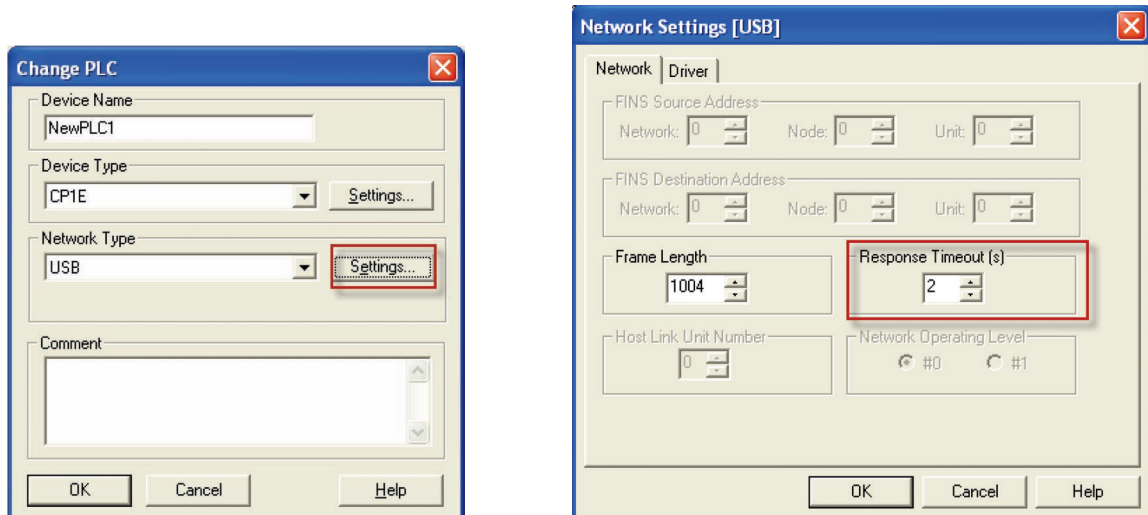 Change PLC
Device Name
NewPLC1
Device Type
CP1E
Settings...
Network Type
USB
Settings...
Comment
OK
Cancel
Help
Network Settings [USB]
Network
Driver
FINS Source Address
Network: 0
Node: 0
Unit: 0
FINS Destination Address
Network: 0
Node: 0
Unit: 0
Frame Length
1004
Response Timeout (s)
2
Host Link Unit Number
0
Network Operating Level
#0
#1
OK
Cancel
Help